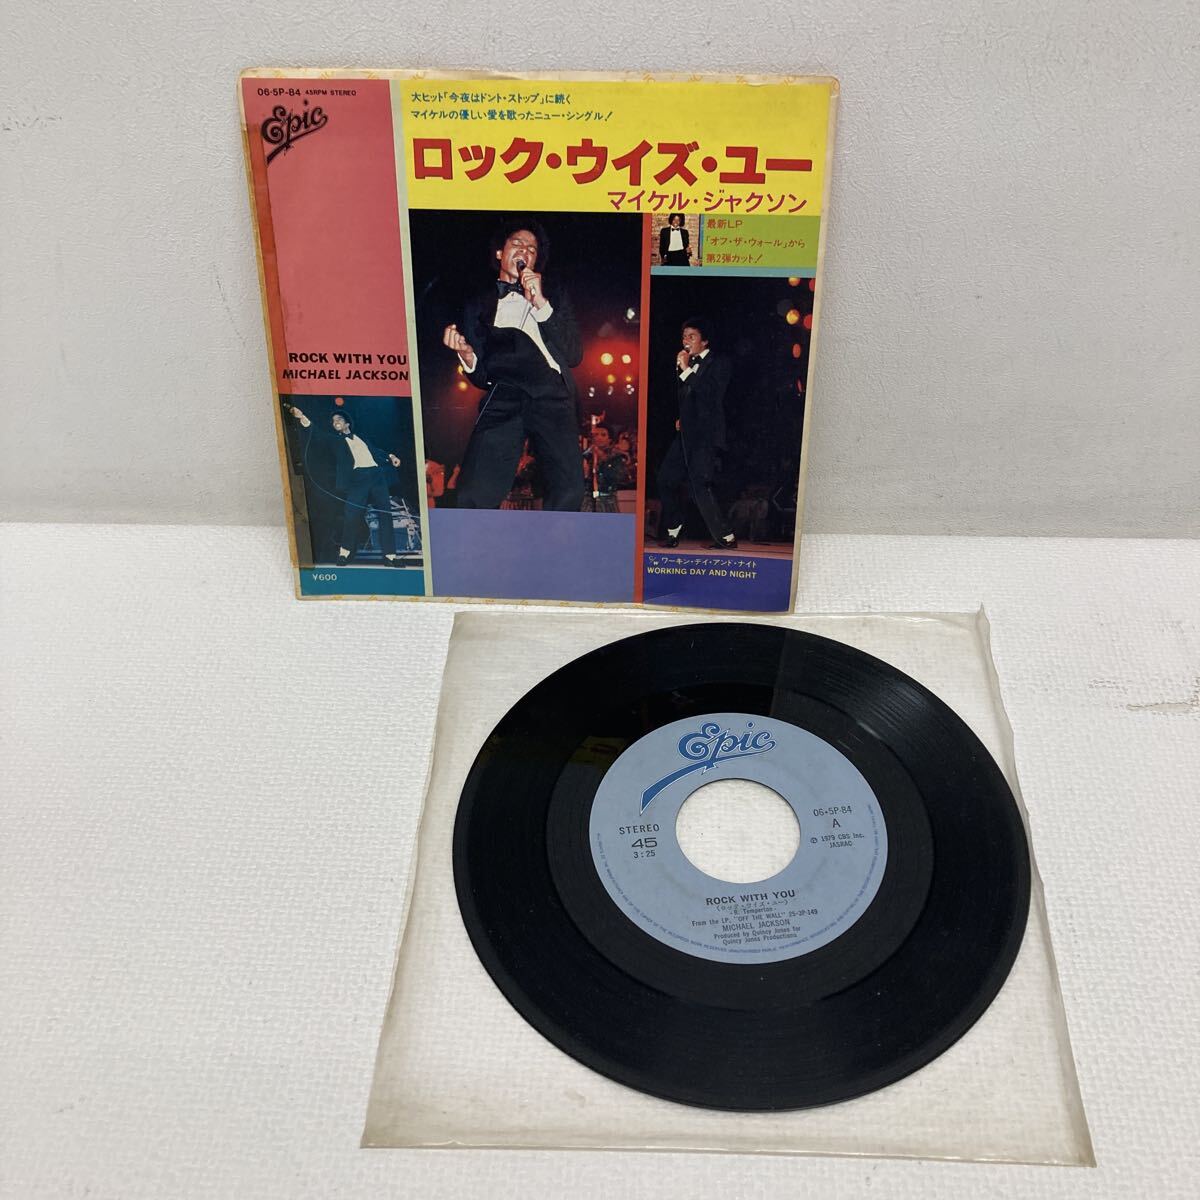 06・5P-84 45RPM STEREO
Epic
大ヒット「今夜はドント・ストップ」に続く
マイケルの優しい愛を歌ったニュー・シングル!
ロック・ウイズ・ユー
マイケル・ジャクソン
最新LP
「オフ・ザ・ウォール」から
第2弾カット!
ROCK WITH YOU
MICHAEL JACKSON
¥600
C/W ワーキン・デイ・アンド・ナイト
WORKING DAY AND NIGHT
Epic
06・5P-84
A
STEREO
45
3:25
Ⓟ 1979 CBS Inc.
JASRAC
ROCK WITH YOU
(ロック・ウイズ・ユー)
- R. Temperton -
From the LP, "OFF THE WALL" 25・3P-149
MICHAEL JACKSON
Produced by Quincy Jones for
Quincy Jones Productions